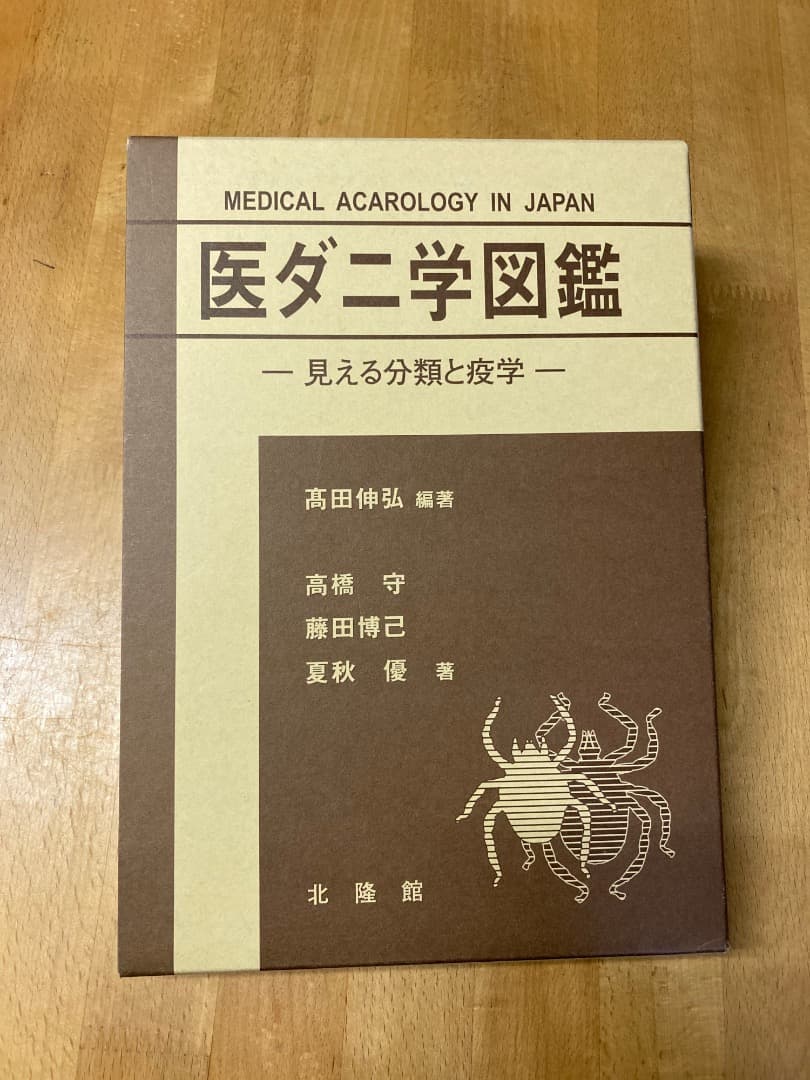 MEDICAL ACAROLOGY IN JAPAN
医ダニ学図鑑
― 見える分類と疫学 ―
髙田伸弘 編著
高橋　守
藤田博己
夏秋　優　著
北隆館